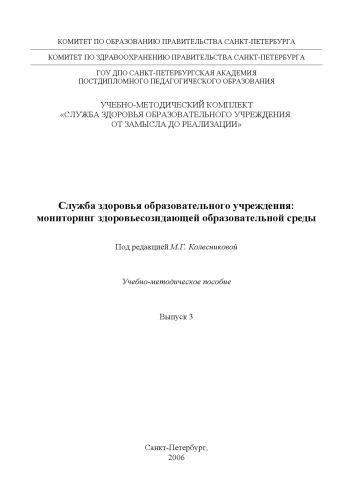 КОМИТЕТ ПО ОБРАЗОВАНИЮ ПРАВИТЕЛЬСТВА САНКТ-ПЕТЕРБУРГА
КОМИТЕТ ПО ЗДРАВООХРАНЕНИЮ ПРАВИТЕЛЬСТВА САНКТ-ПЕТЕРБУРГА
ГОУ ДПО САНКТ-ПЕТЕРБУРГСКАЯ АКАДЕМИЯ
ПОСТДИПЛОМНОГО ПЕДАГОГИЧЕСКОГО ОБРАЗОВАНИЯ
УЧЕБНО-МЕТОДИЧЕСКИЙ КОМПЛЕКТ
«СЛУЖБА ЗДОРОВЬЯ ОБРАЗОВАТЕЛЬНОГО УЧРЕЖДЕНИЯ:
ОТ ЗАМЫСЛА ДО РЕАЛИЗАЦИИ»
Служба здоровья образовательного учреждения:
мониторинг здоровьесозидающей образовательной среды
Под редакцией М.Г. Колесниковой
Учебно-методическое пособие
Выпуск 3
Санкт-Петербург,
2006